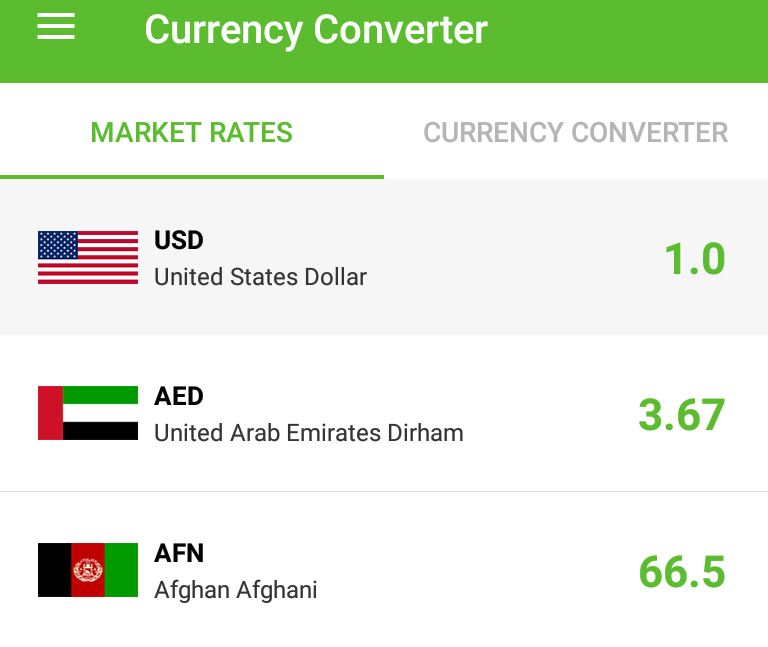 Currency Converter
MARKET RATES
CURRENCY CONVERTER
USD
United States Dollar
1.0
AED
United Arab Emirates Dirham
3.67
AFN
Afghan Afghani
66.5